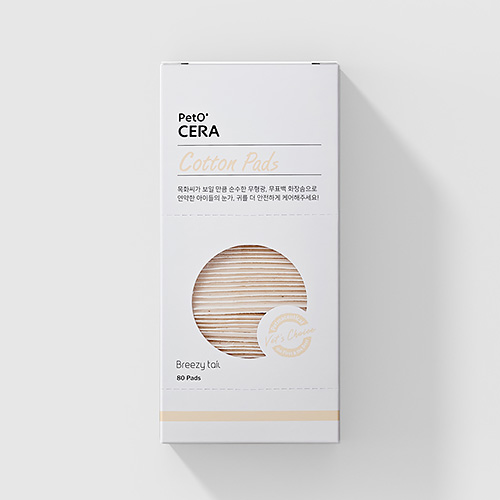 PetO'
CERA
Cotton Pads
목화씨가 보일 만큼 순수한 무형광, 무표백 화장솜으로
연약한 아이들의 눈가, 귀를 더 안전하게 케어해주세요!
Vet's Choice
Breezy tail
80 Pads